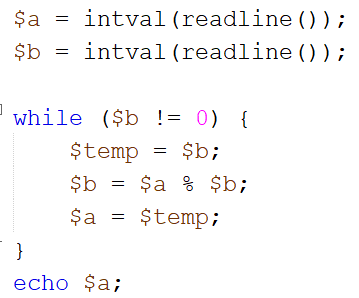 $a = intval(readline());
$b = intval(readline());
while ($b != 0) {
    $temp = $b;
    $b = $a % $b;
    $a = $temp;
}
echo $a;